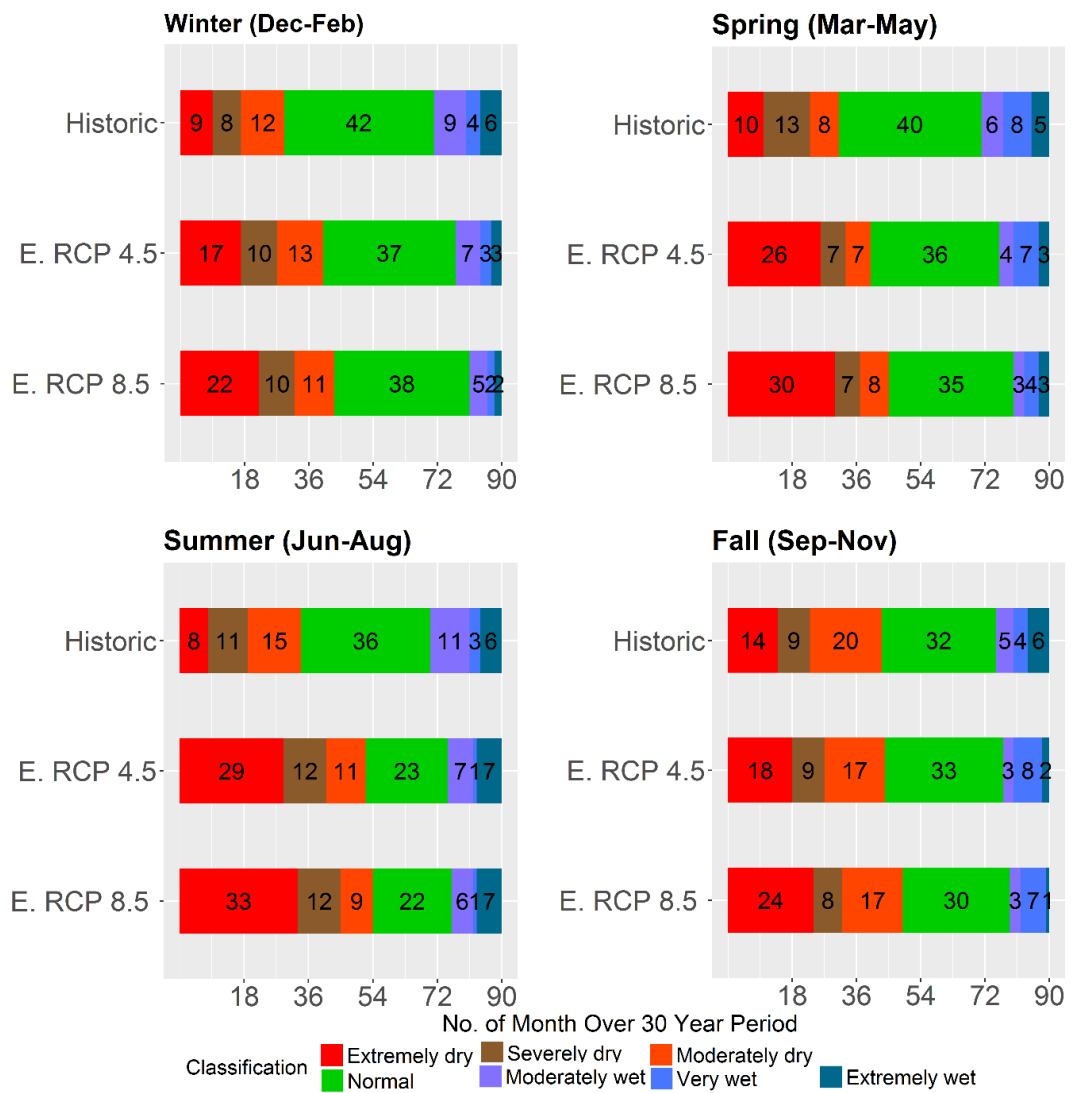 Winter (Dec-Feb)
Historic 9 8 12 42 9 4 6
E. RCP 4.5 17 10 13 37 7 3 3
E. RCP 8.5 22 10 11 38 5 2 2
18 36 54 72 90
Spring (Mar-May)
Historic 10 13 8 40 6 8 5
E. RCP 4.5 26 7 7 36 4 7 3
E. RCP 8.5 30 7 8 35 3 4 3
18 36 54 72 90
Summer (Jun-Aug)
Historic 8 11 15 36 11 3 6
E. RCP 4.5 29 12 11 23 7 1 7
E. RCP 8.5 33 12 9 22 6 1 7
18 36 54 72 90
Fall (Sep-Nov)
Historic 14 9 20 32 5 4 6
E. RCP 4.5 18 9 17 33 3 8 2
E. RCP 8.5 24 8 17 30 3 7 1
18 36 54 72 90
No. of Month Over 30 Year Period
Classification Extremely dry Severely dry Moderately dry
Normal Moderately wet Very wet Extremely wet